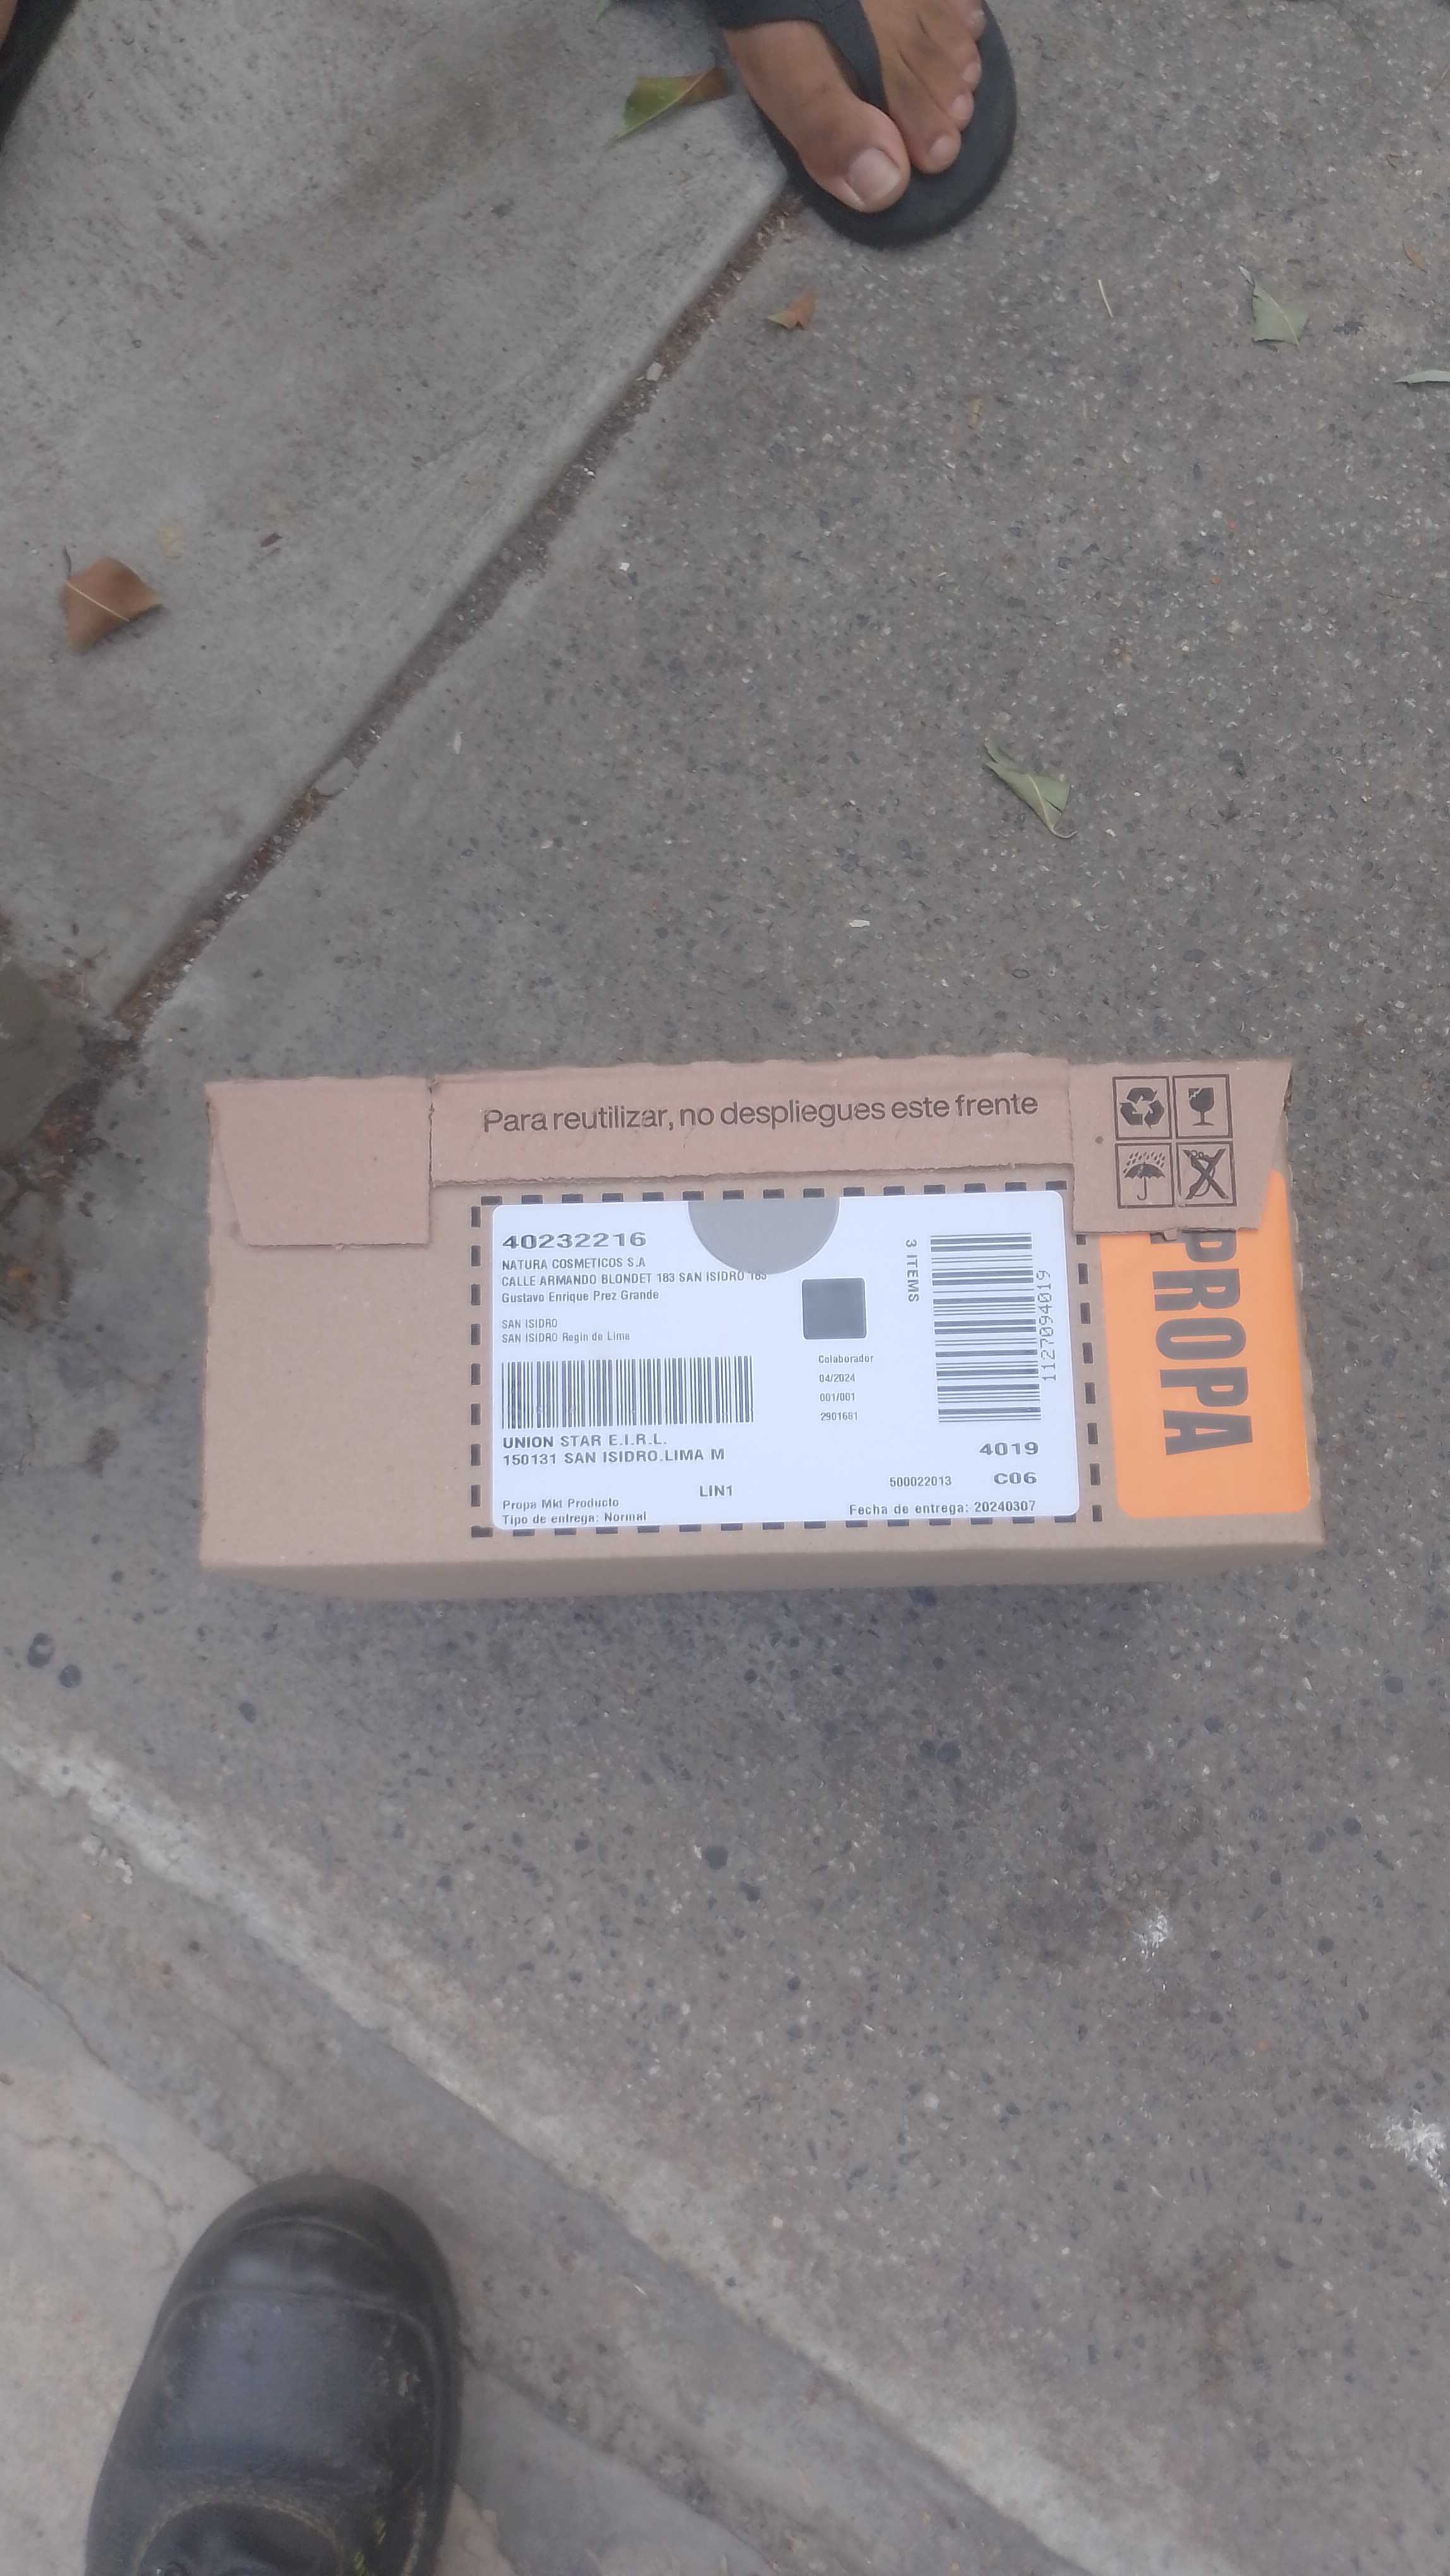 Para reutilizar, no despliegues este frente
40232216
NATURA COSMETICOS S.A
CALLE ARMANDO BLONDET 183 SAN ISIDRO 183
Gustavo Enrique Prez Grande
SAN ISIDRO
SAN ISIDRO Regin de Lima
3 ITEMS
1127094019
Colaborador
04/2024
001/001
2901681
UNION STAR E.I.R.L.
150131 SAN ISIDRO.LIMA M
4019
LIN1
500022013
C06
Propa Mkt Producto
Fecha de entrega: 20240307
Tipo de entrega: Normal
PROPA